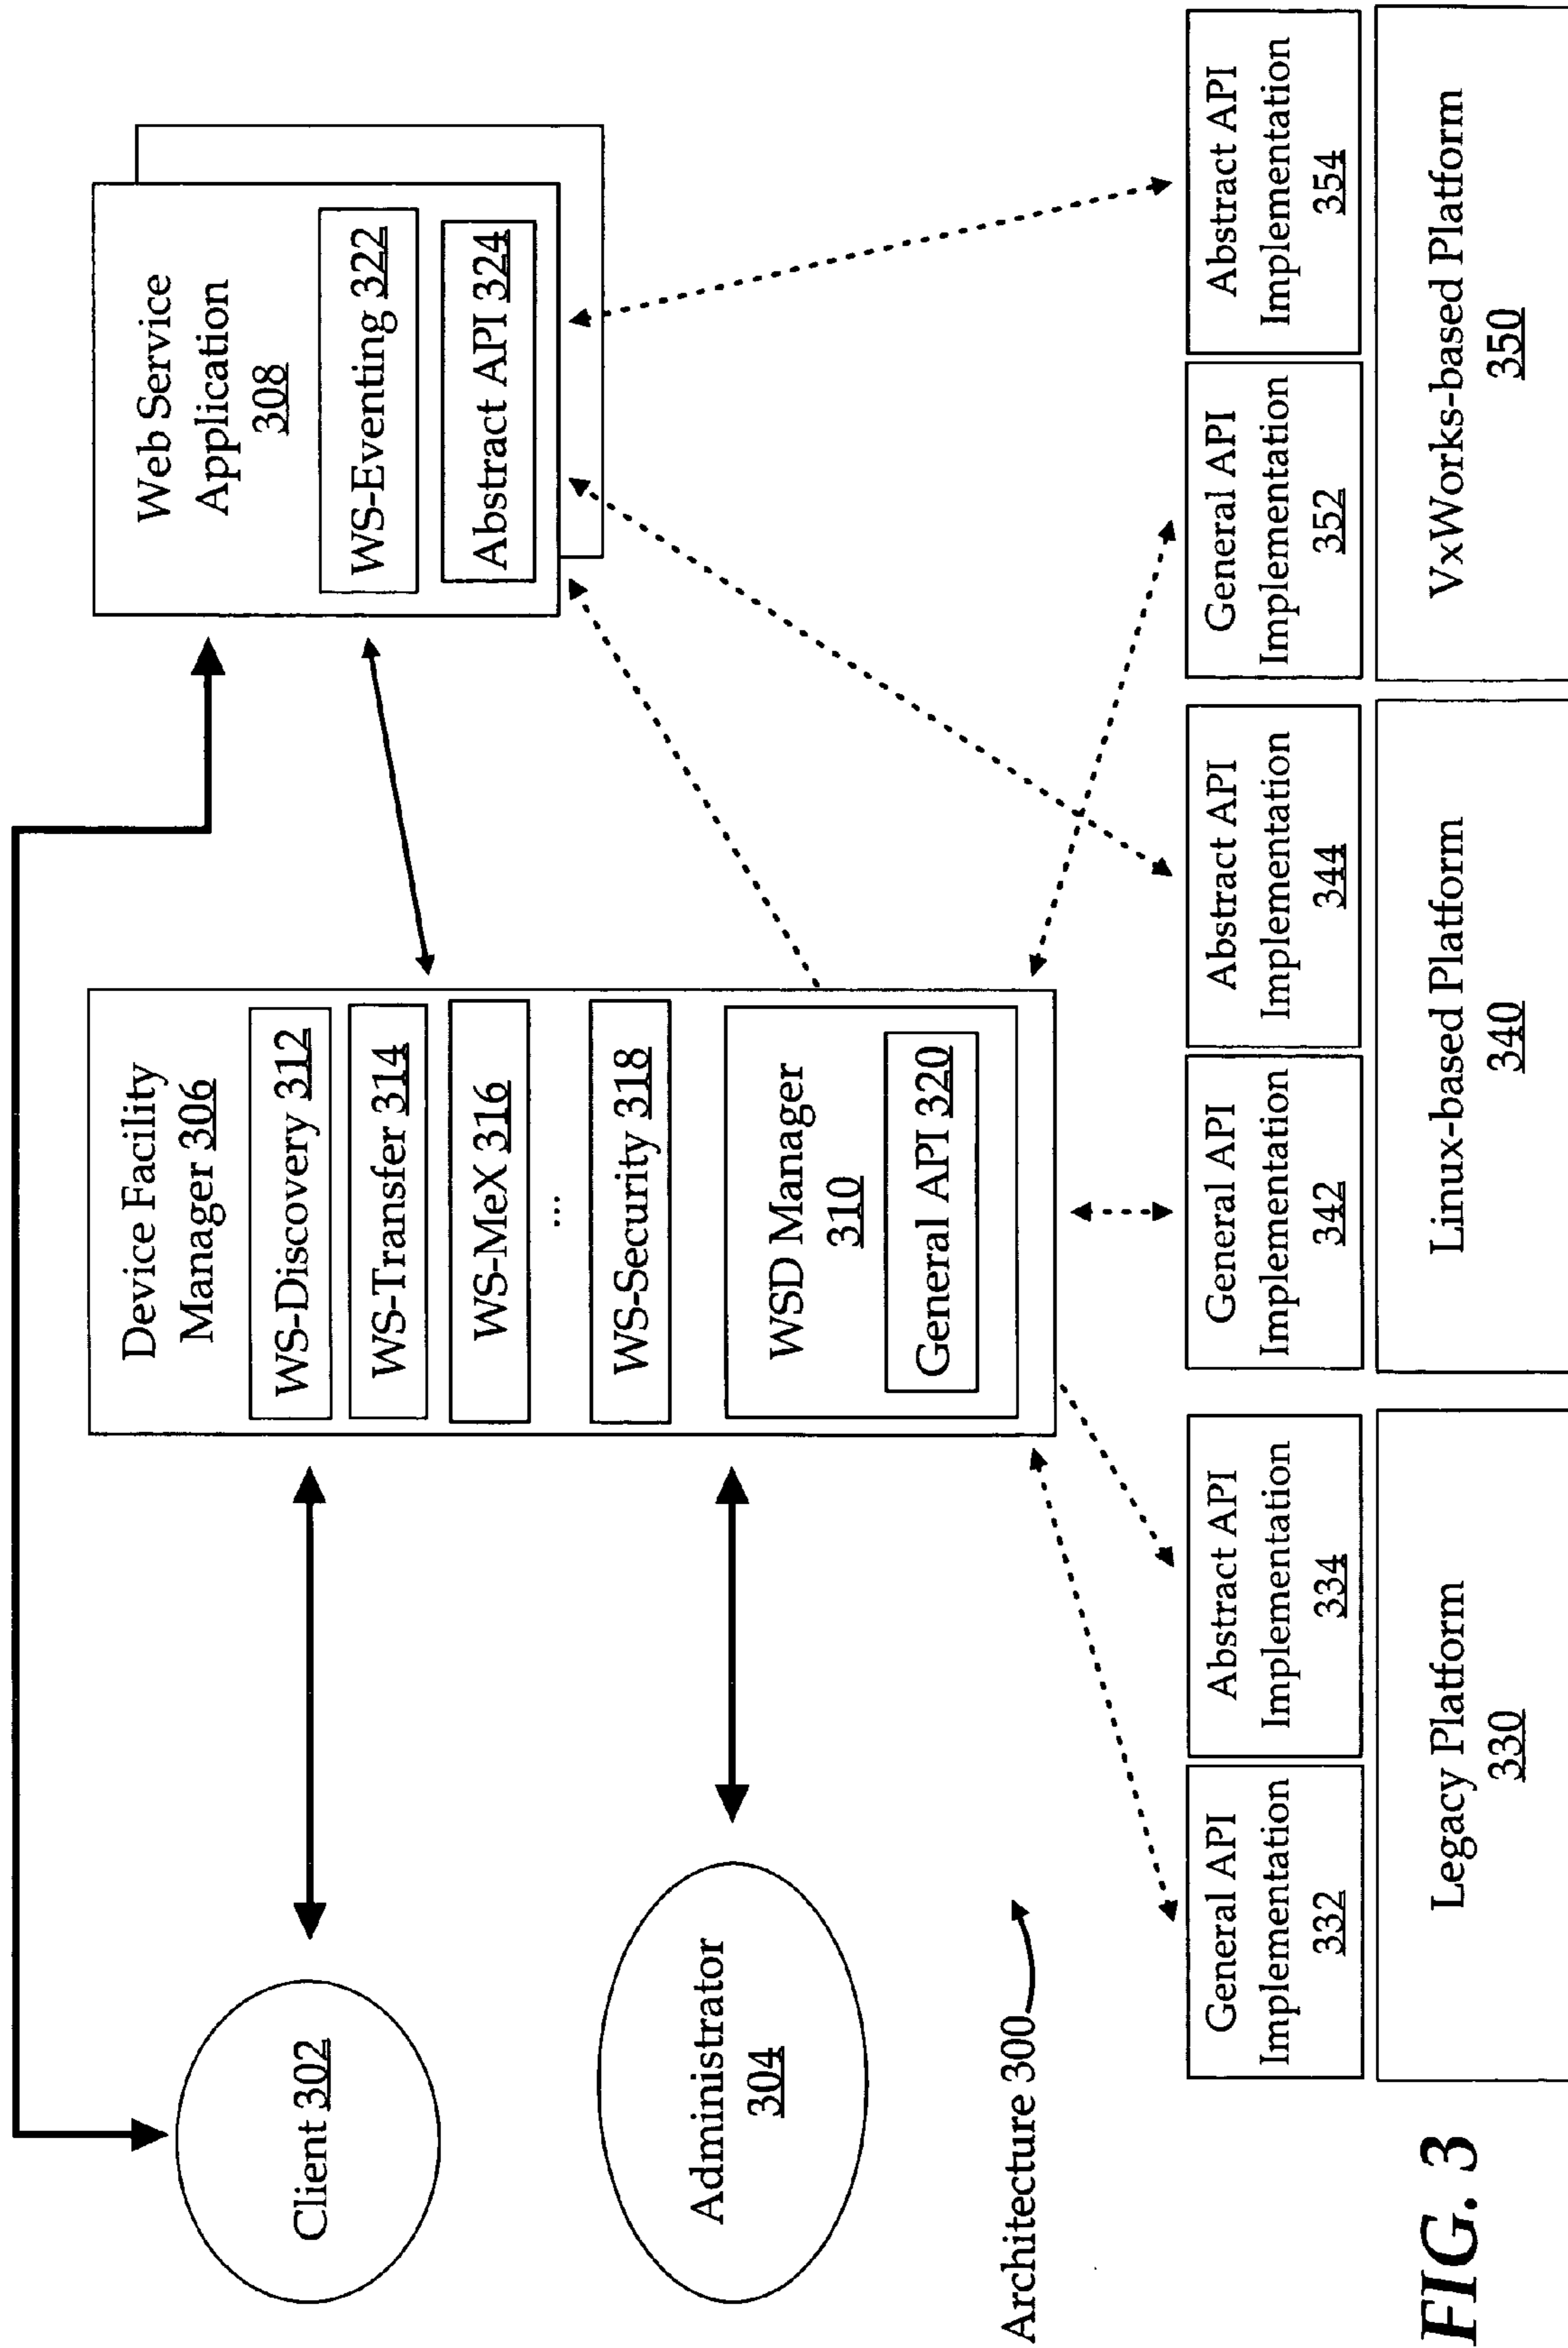 Client 302
Administrator
304
Architecture 300
Device Facility
Manager 306
WS-Discovery 312
WS-Transfer 314
WS-MeX 316
...
WS-Security 318
WSD Manager
310
General API 320
Web Service
Application
308
WS-Eventing 322
Abstract API 324
General API
Implementation
332
Abstract API
Implementation
334
Legacy Platform
330
General API
Implementation
342
Abstract API
Implementation
344
Linux-based Platform
340
General API
Implementation
352
Abstract API
Implementation
354
VxWorks-based Platform
350
FIG. 3